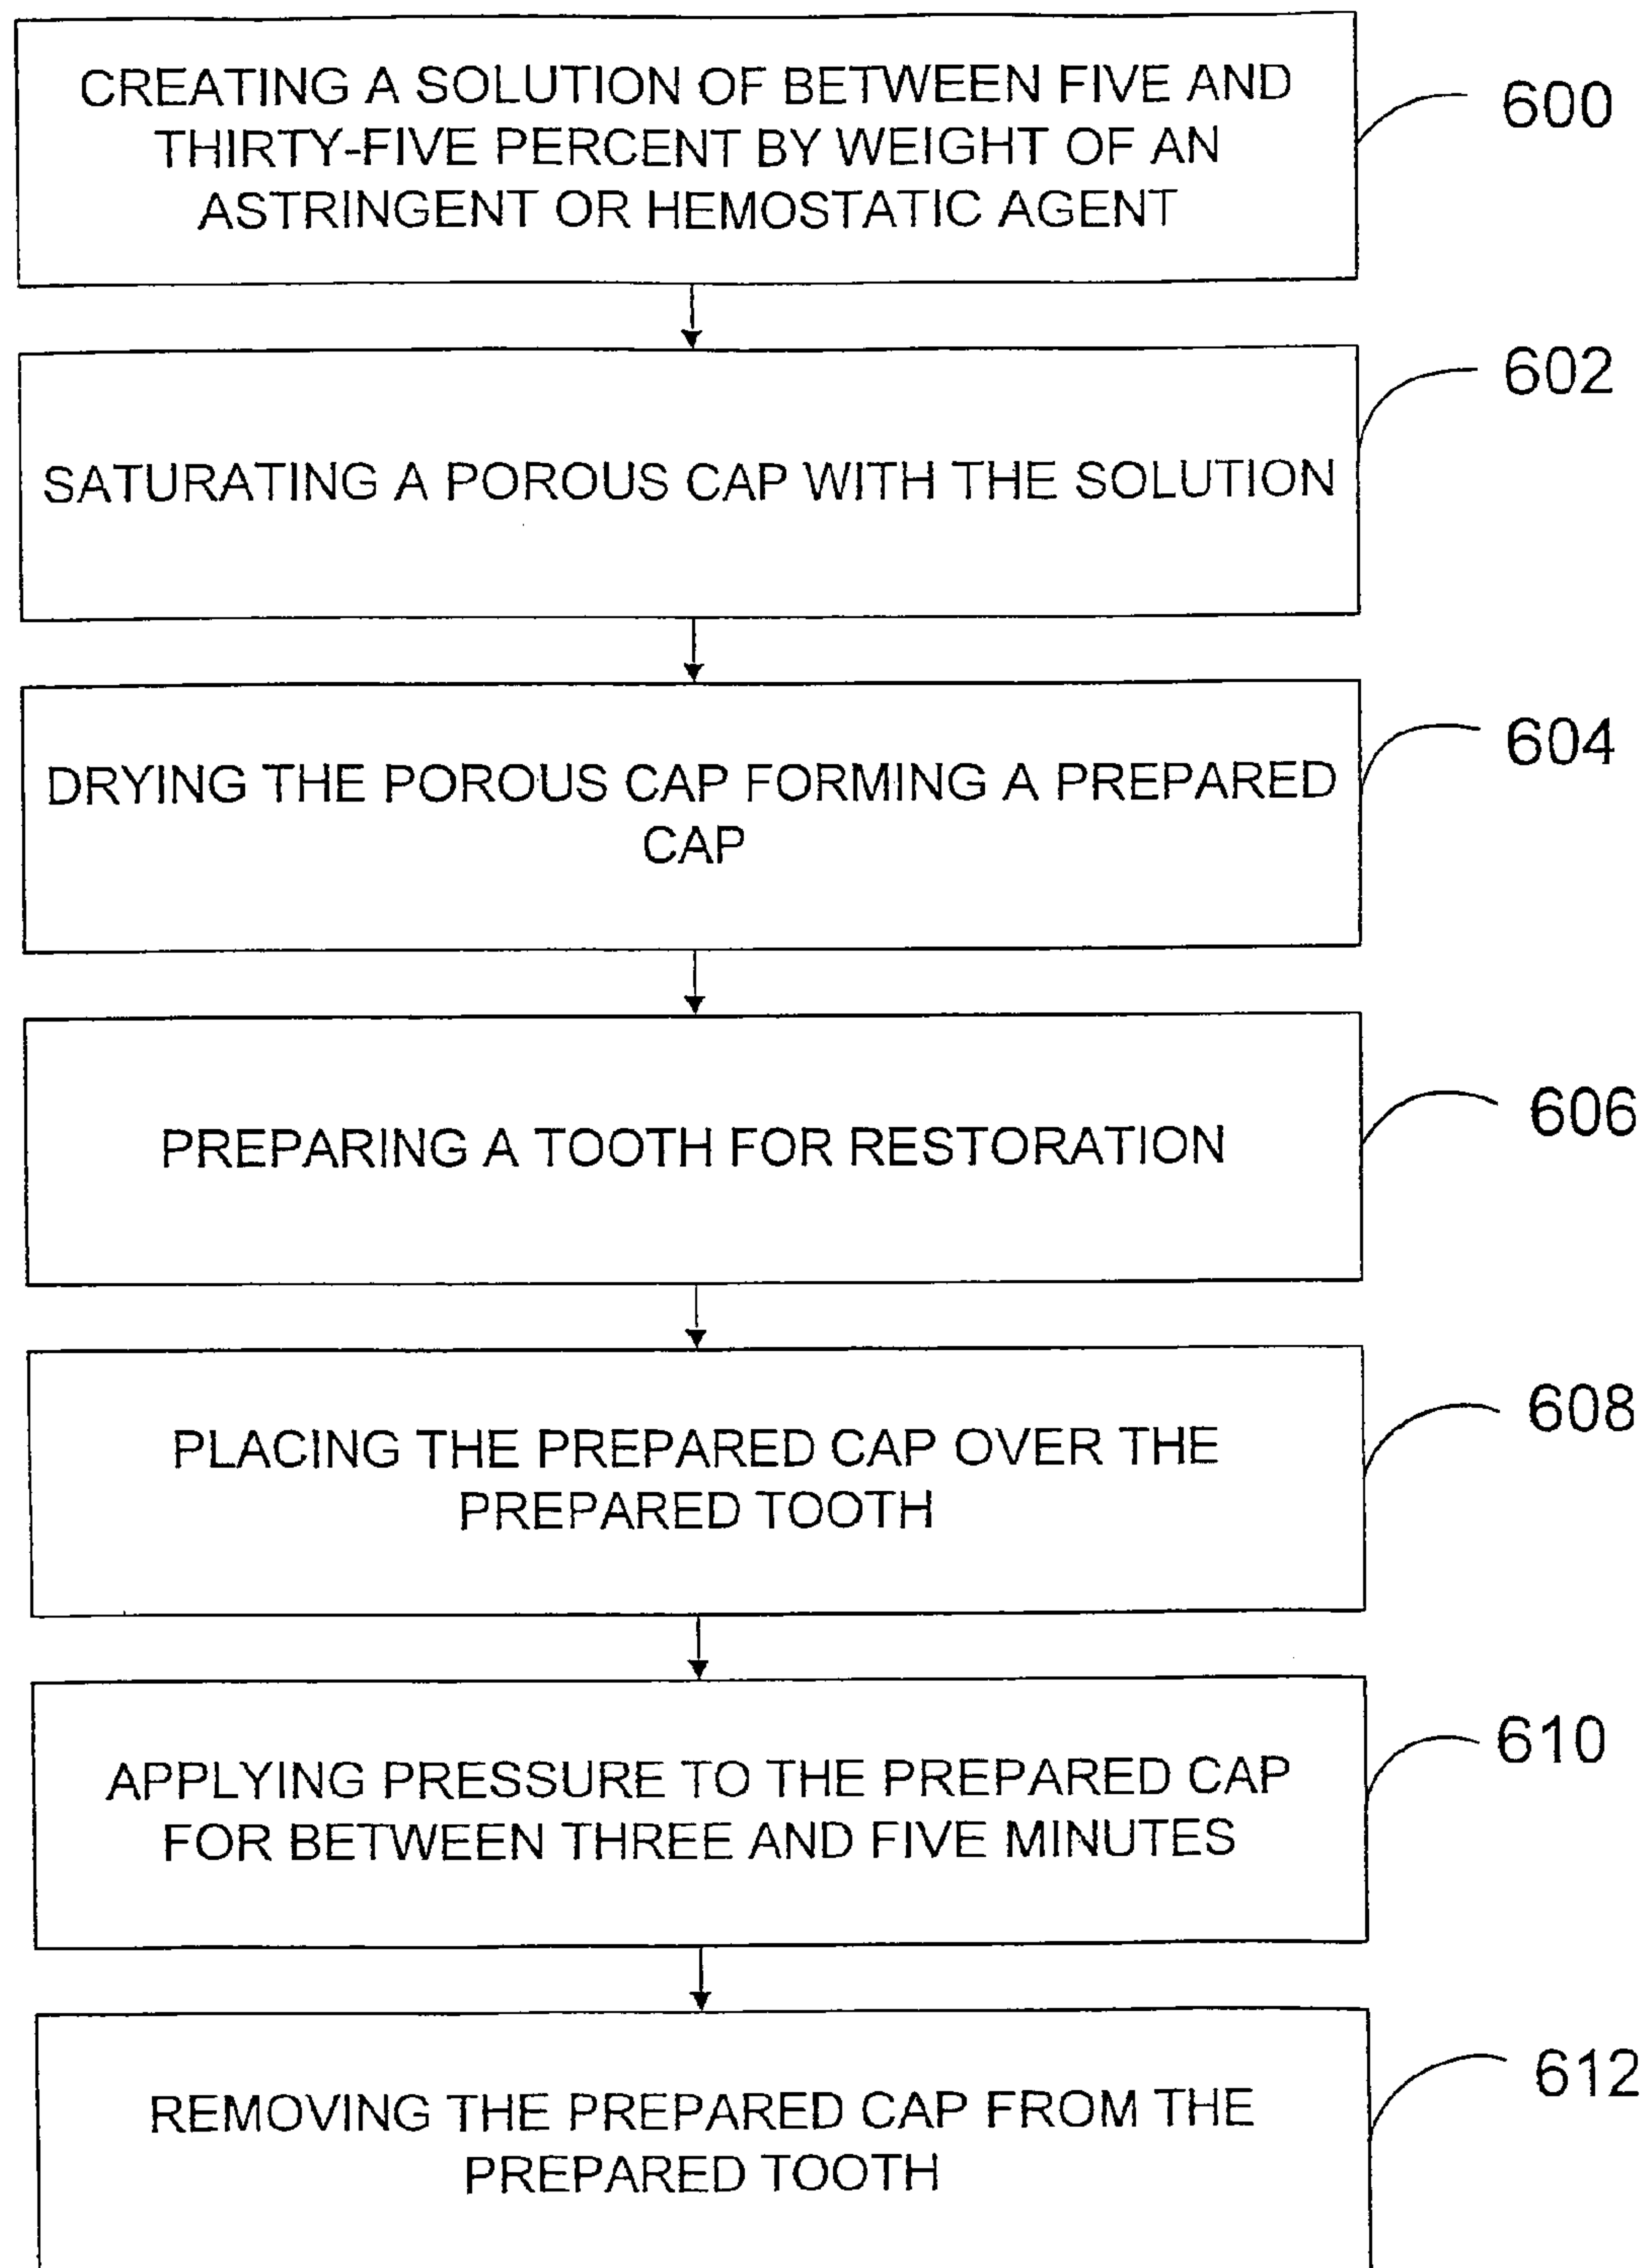 CREATING A SOLUTION OF BETWEEN FIVE AND
THIRTY-FIVE PERCENT BY WEIGHT OF AN
ASTRINGENT OR HEMOSTATIC AGENT
600
SATURATING A POROUS CAP WITH THE SOLUTION
602
DRYING THE POROUS CAP FORMING A PREPARED
CAP
604
PREPARING A TOOTH FOR RESTORATION
606
PLACING THE PREPARED CAP OVER THE
PREPARED TOOTH
608
APPLYING PRESSURE TO THE PREPARED CAP
FOR BETWEEN THREE AND FIVE MINUTES
610
REMOVING THE PREPARED CAP FROM THE
PREPARED TOOTH
612